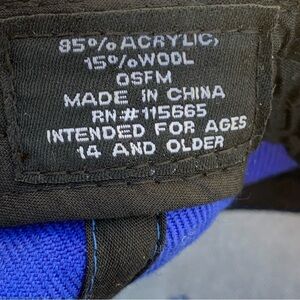 85% ACRYLIC,
15% WOOL
OSFM
MADE IN CHINA
RN# 115665
INTENDED FOR AGES
14 AND OLDER